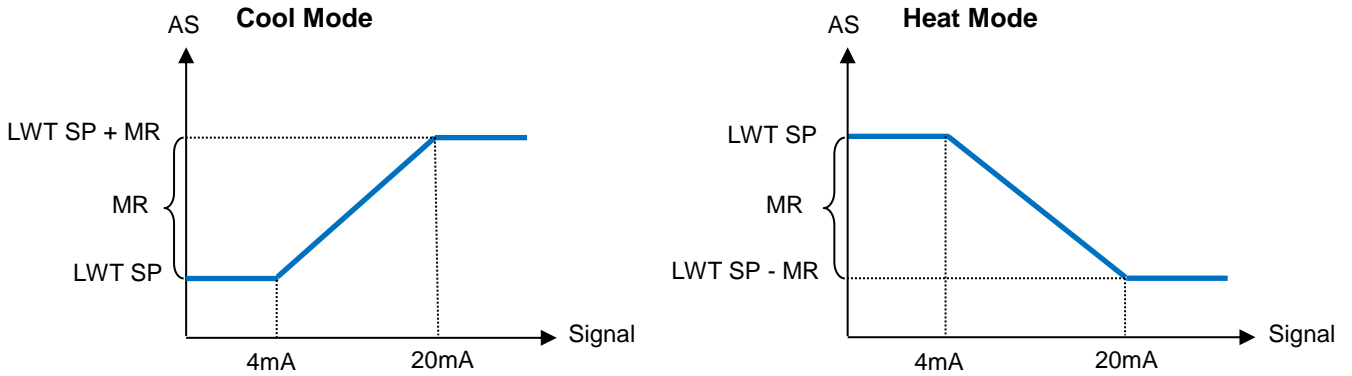 Cool Mode
AS
LWT SP + MR
MR
LWT SP
Signal
4mA
20mA
Heat Mode
AS
LWT SP
MR
LWT SP - MR
Signal
4mA
20mA